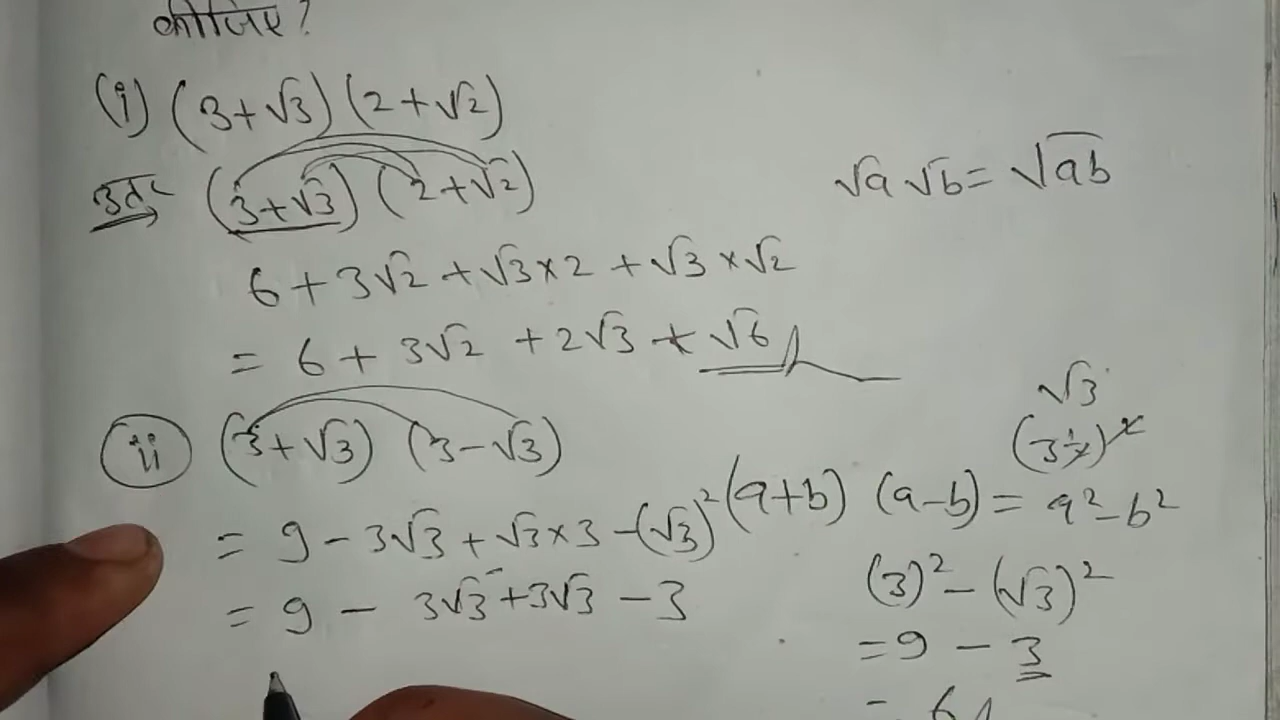 कीजिए?
(i) (3+√3) (2+√2)
उत्तर (3+√3) (2+√2)
√a √b = √ab
6 + 3√2 + √3×2 + √3×√2
= 6 + 3√2 + 2√3 + √6
(ii) (3+√3) (3-√3)
√3
= 9 - 3√3 + √3×3 - (√3)²
(a+b) (a-b) = a²-b²
= 9 - 3√3 + 3√3 - 3
(3)² - (√3)²
= 9 - 3
= 6